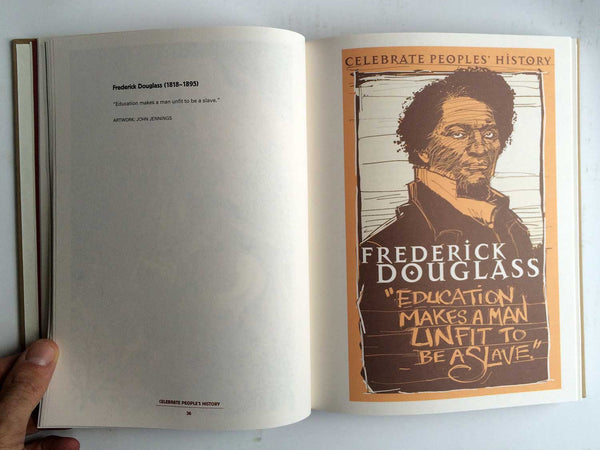 Frederick Douglass (1818–1895)
"Education makes a man unfit to be a slave."
ARTWORK: JOHN JENNINGS
CELEBRATE PEOPLE'S HISTORY
36
CELEBRATE PEOPLES' HISTORY
FREDERICK
DOUGLASS
"EDUCATION
MAKES A MAN
UNFIT TO
BE A SLAVE."